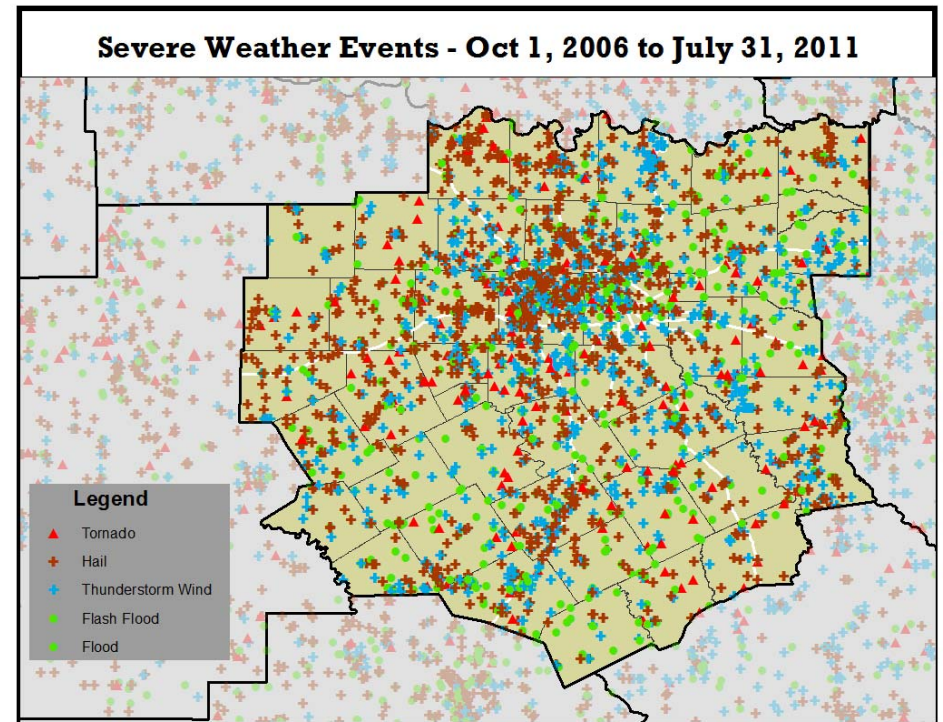 Severe Weather Events - Oct 1, 2006 to July 31, 2011
Legend
Tornado
Hail
Thunderstorm Wind
Flash Flood
Flood